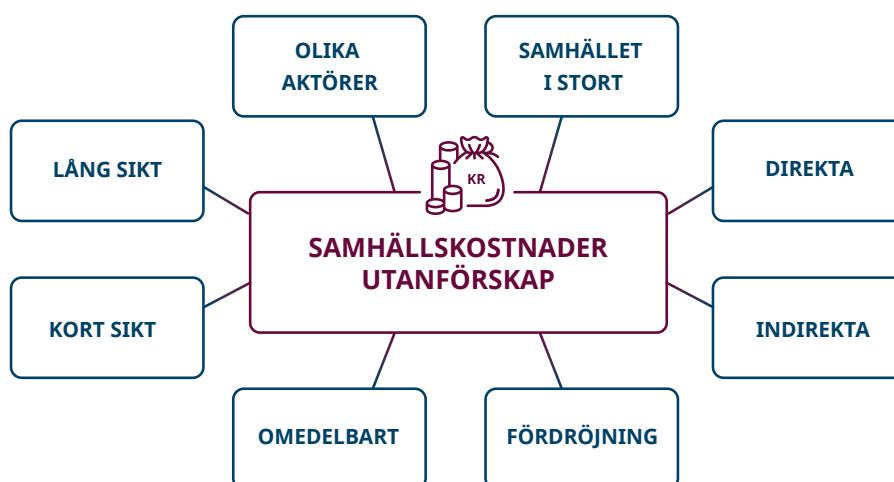 OLIKA
AKTÖRER
SAMHÄLLET
I STORT
LÅNG SIKT
DIREKTA
KR
SAMHÄLLSKOSTNADER
UTANFÖRSKAP
KORT SIKT
INDIREKTA
OMEDELBART
FÖRDRÖJNING